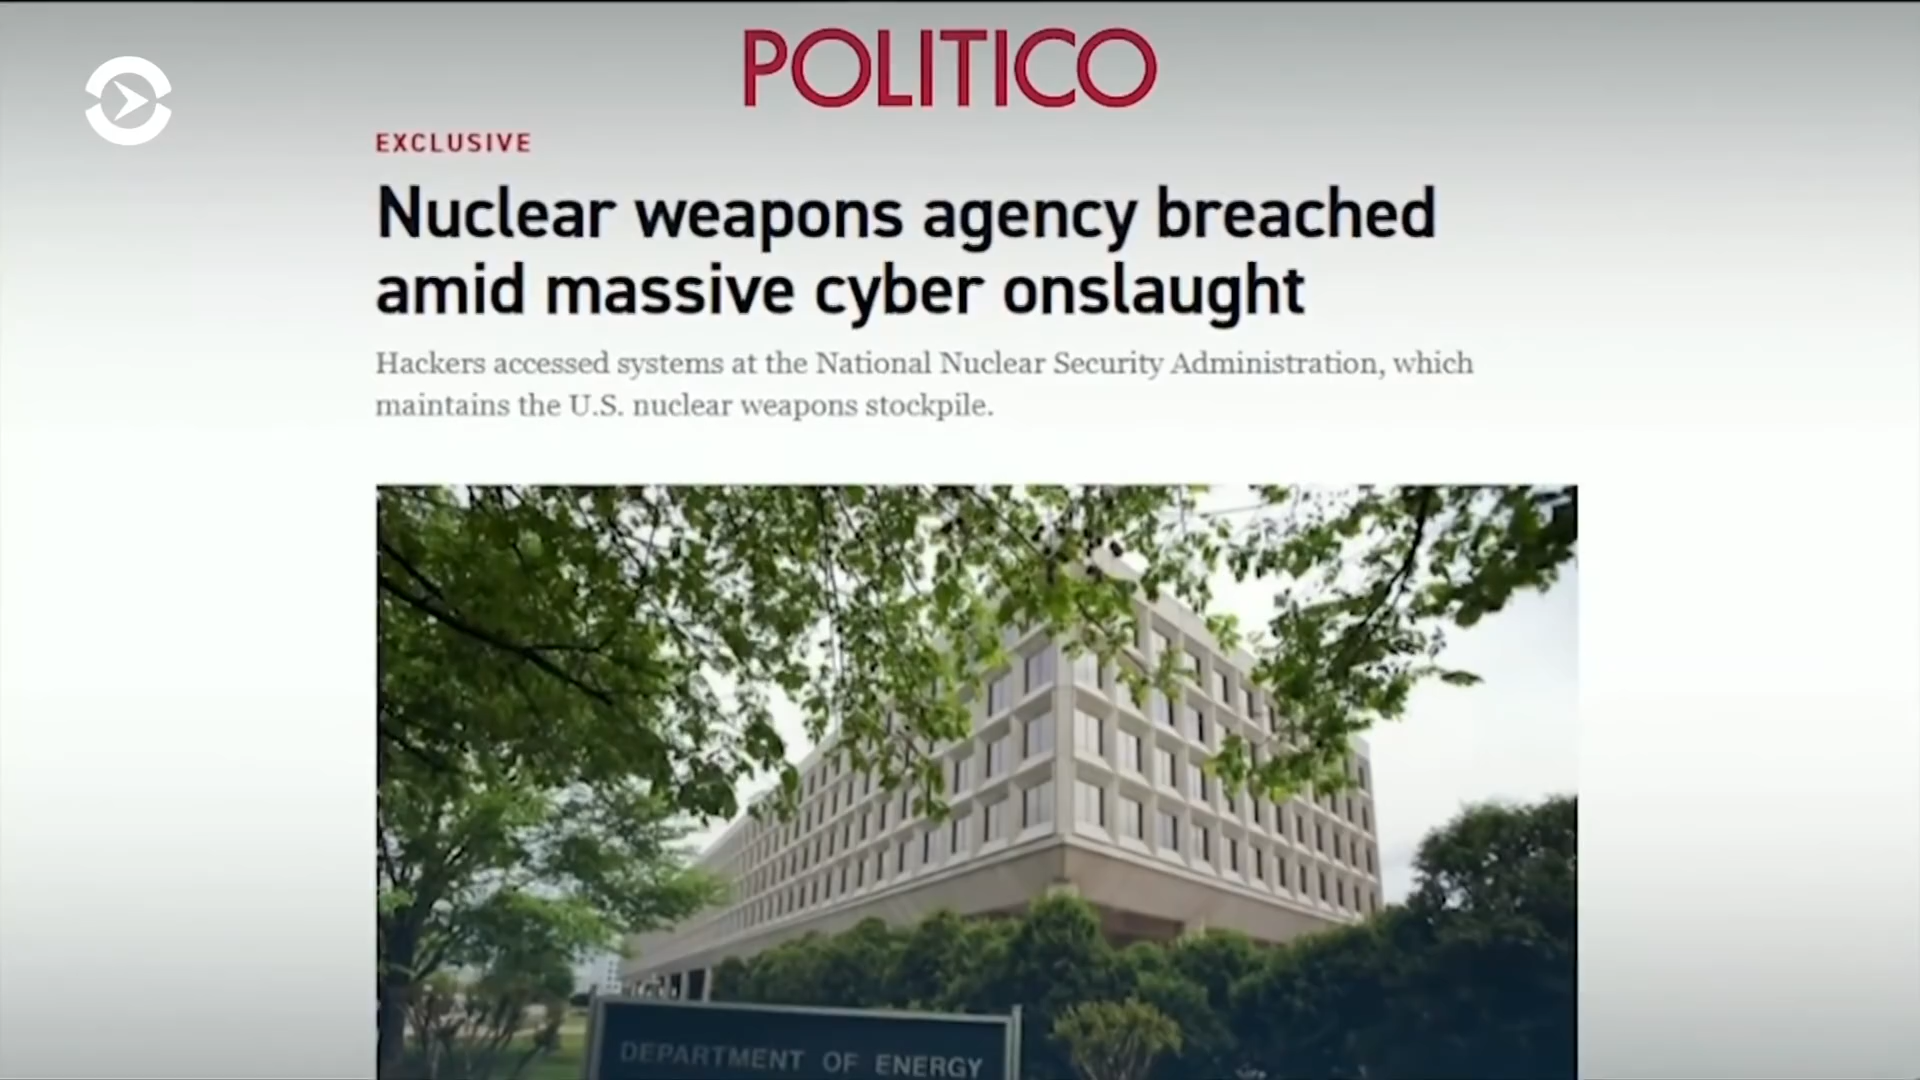 POLITICO
EXCLUSIVE
Nuclear weapons agency breached
amid massive cyber onslaught
Hackers accessed systems at the National Nuclear Security Administration, which
maintains the U.S. nuclear weapons stockpile.
DEPARTMENT OF ENERGY